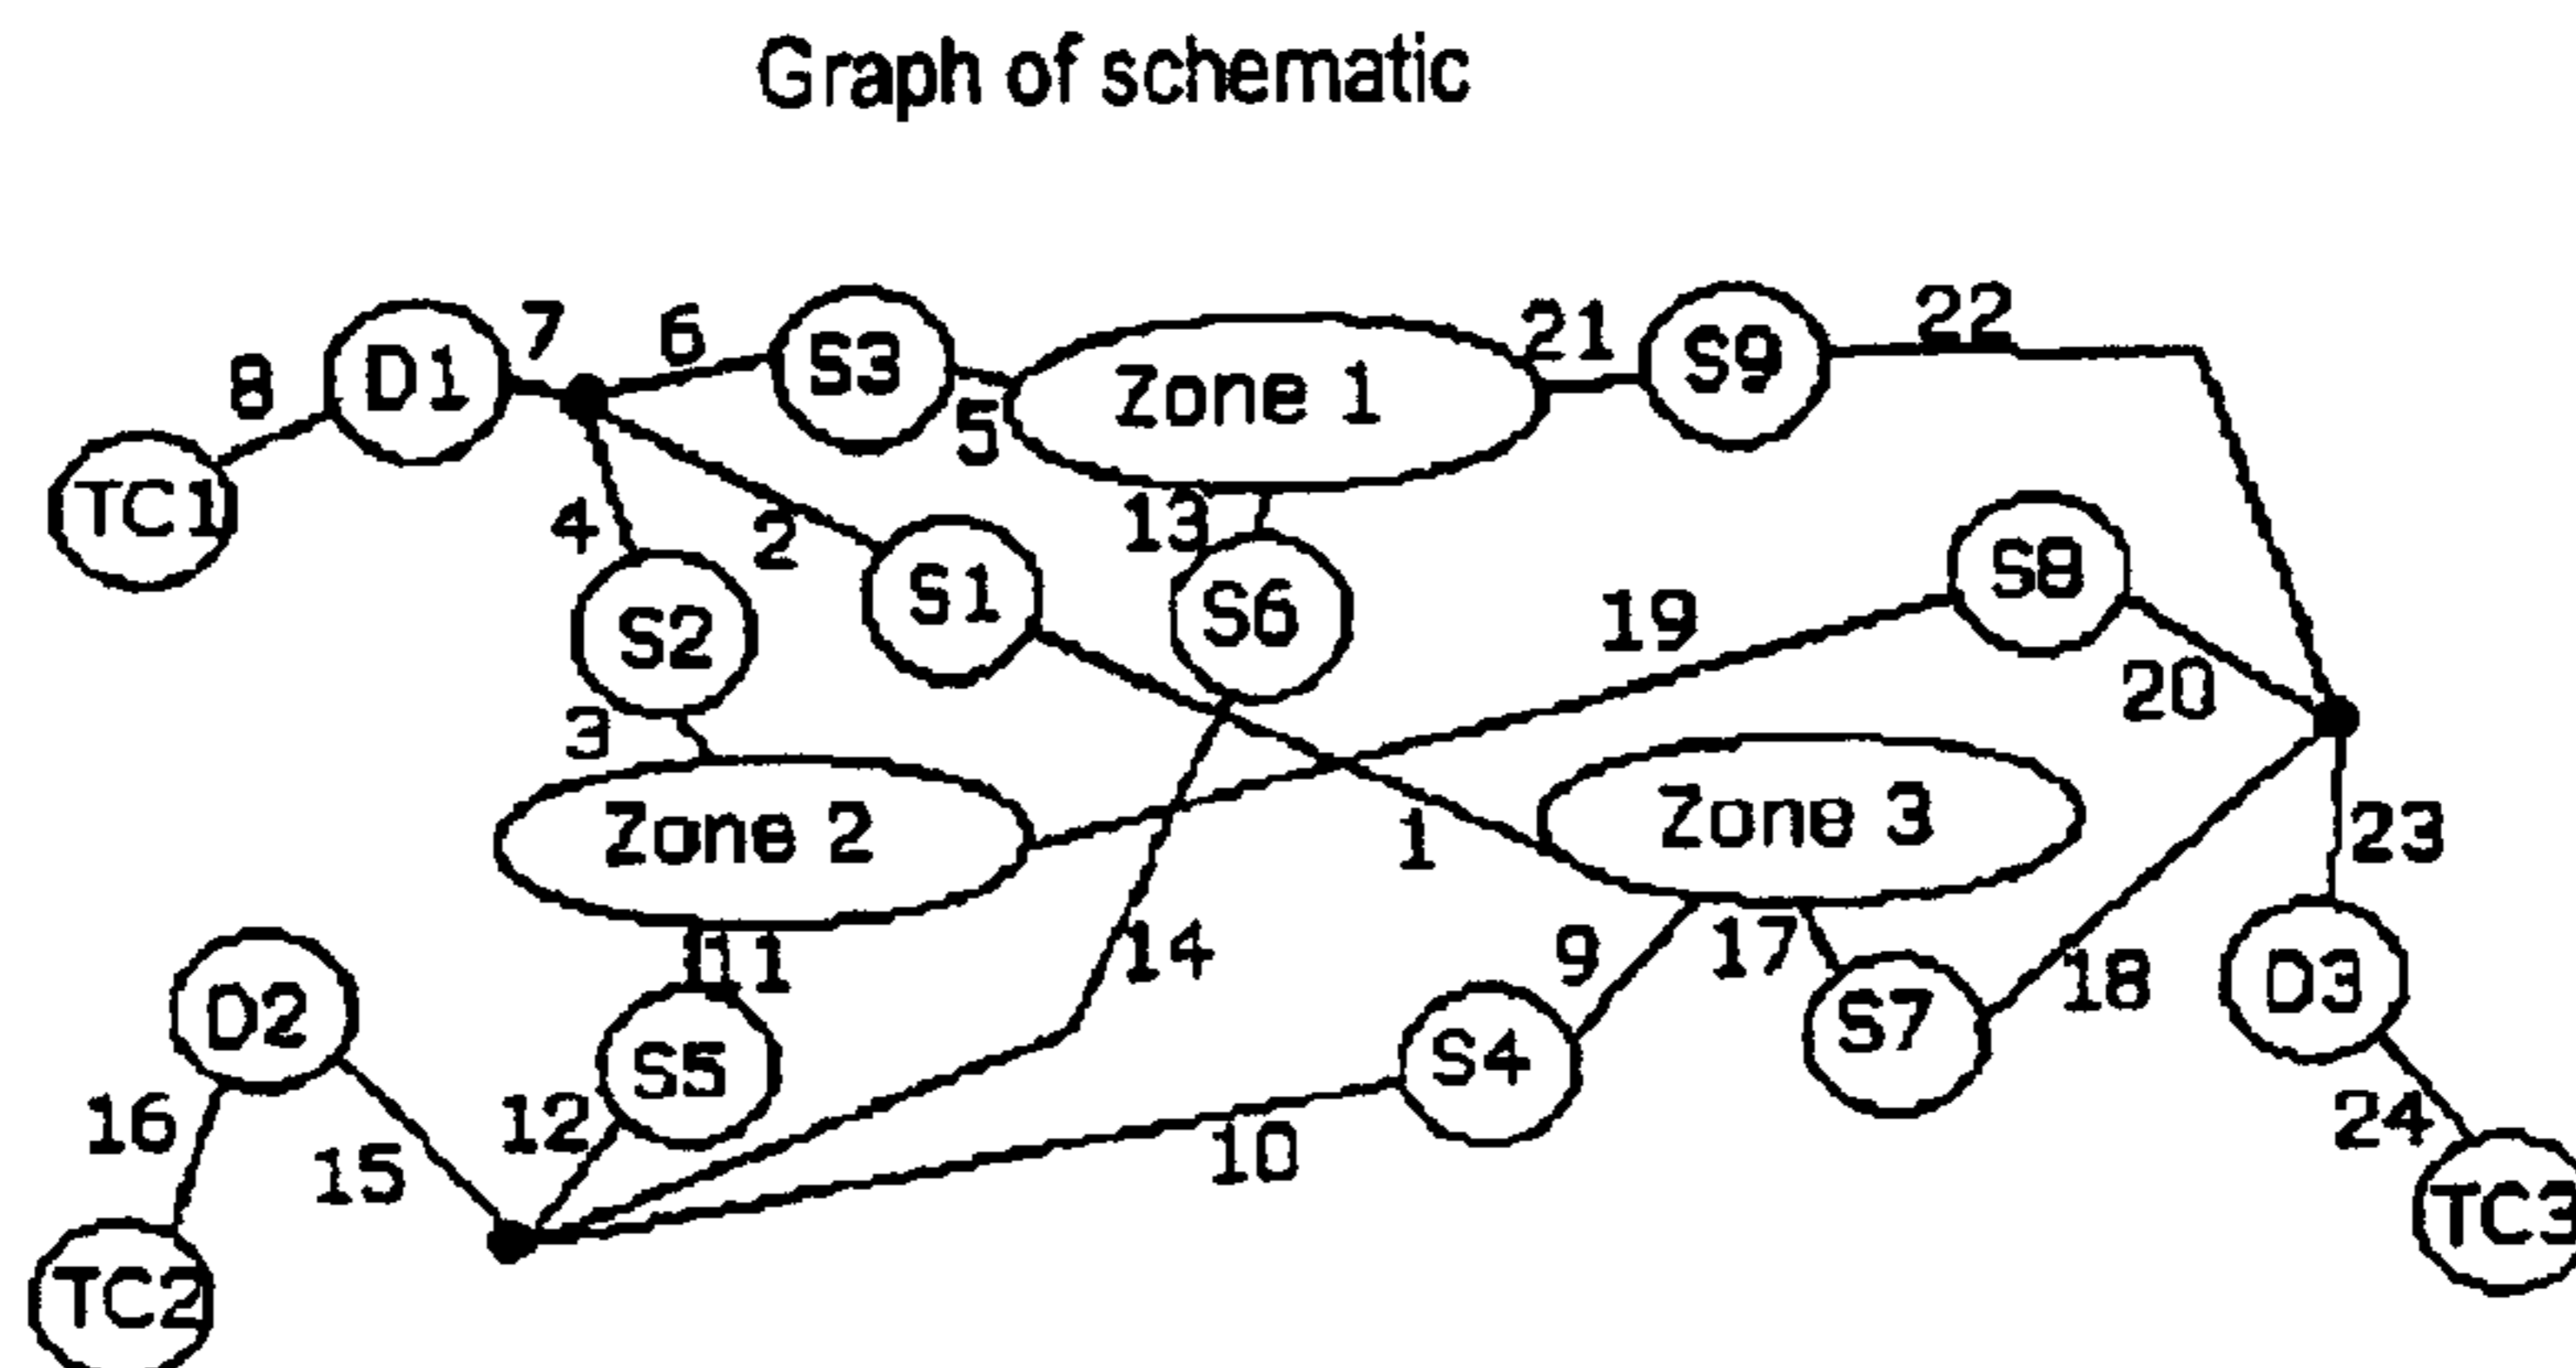 Graph of schematic
8
D1
7
6
S3
5
Zone 1
21
S9
22
TC1
4
2
S1
13
S6
S2
19
S8
20
3
Zone 2
1
Zone 3
23
D2
11
14
9
17
S7
18
D3
S5
S4
16
15
12
10
24
TC2
TC3